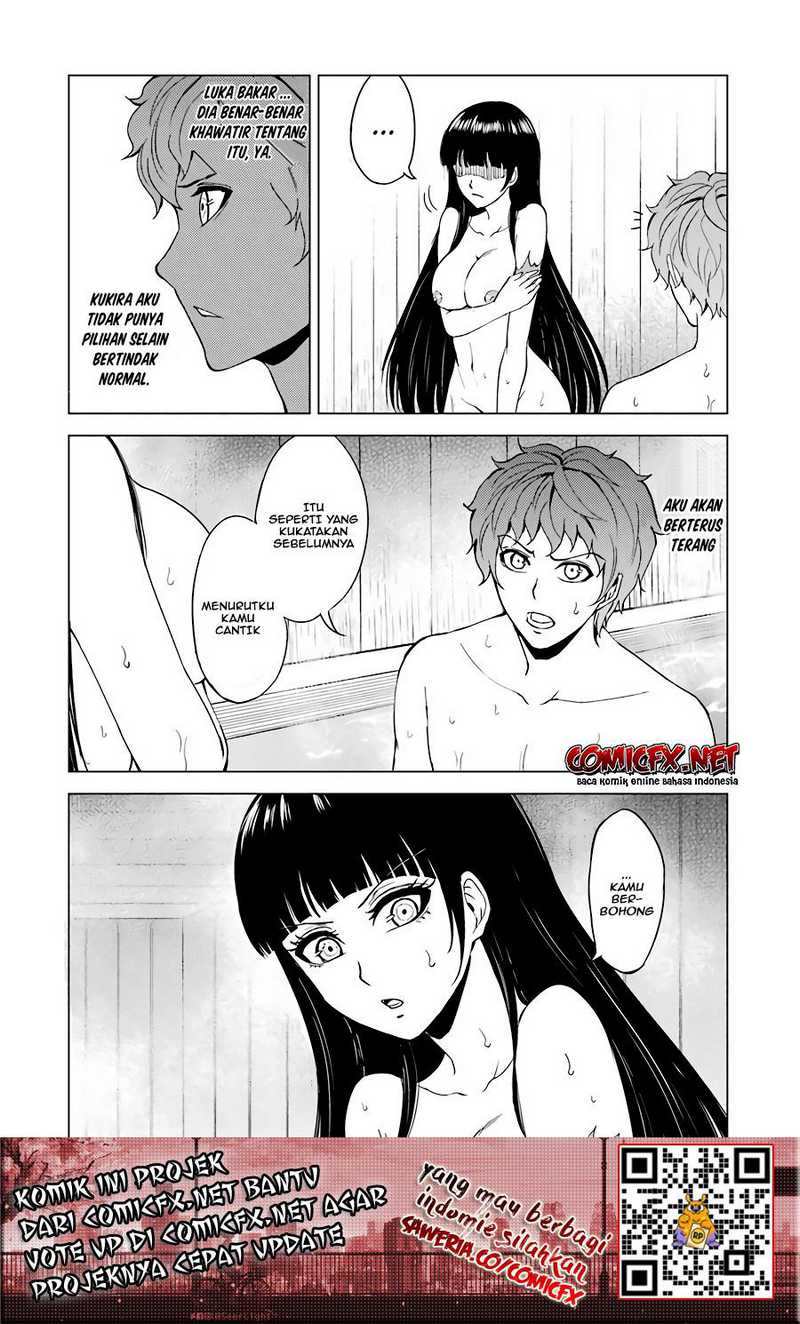 LUKA BAKAR ...
DIA BENAR-BENAR
KHAWATIR TENTANG
ITU, YA.
KUKIRA AKU
TIDAK PUNYA
PILIHAN SELAIN
BERTINDAK
NORMAL.
...
AKU AKAN
BERTERUS
TERANG
ITU
SEPERTI YANG
KUKATAKAN
SEBELUMNYA
MENURUTKU
KAMU
CANTIK
COMICFX.NET
Baca Komik Online Bahasa Indonesia
...
KAMU
BER-
BOHONG
KOMIK INI PROJEK
DARI COMICFX.NET BANTU
VOTE UP DI COMICFX.NET AGAR
PROJEKNYA CEPAT UPDATE
yang mau berbagi
indomie silahkan
SAWERIA.CO/COMICFX
RP